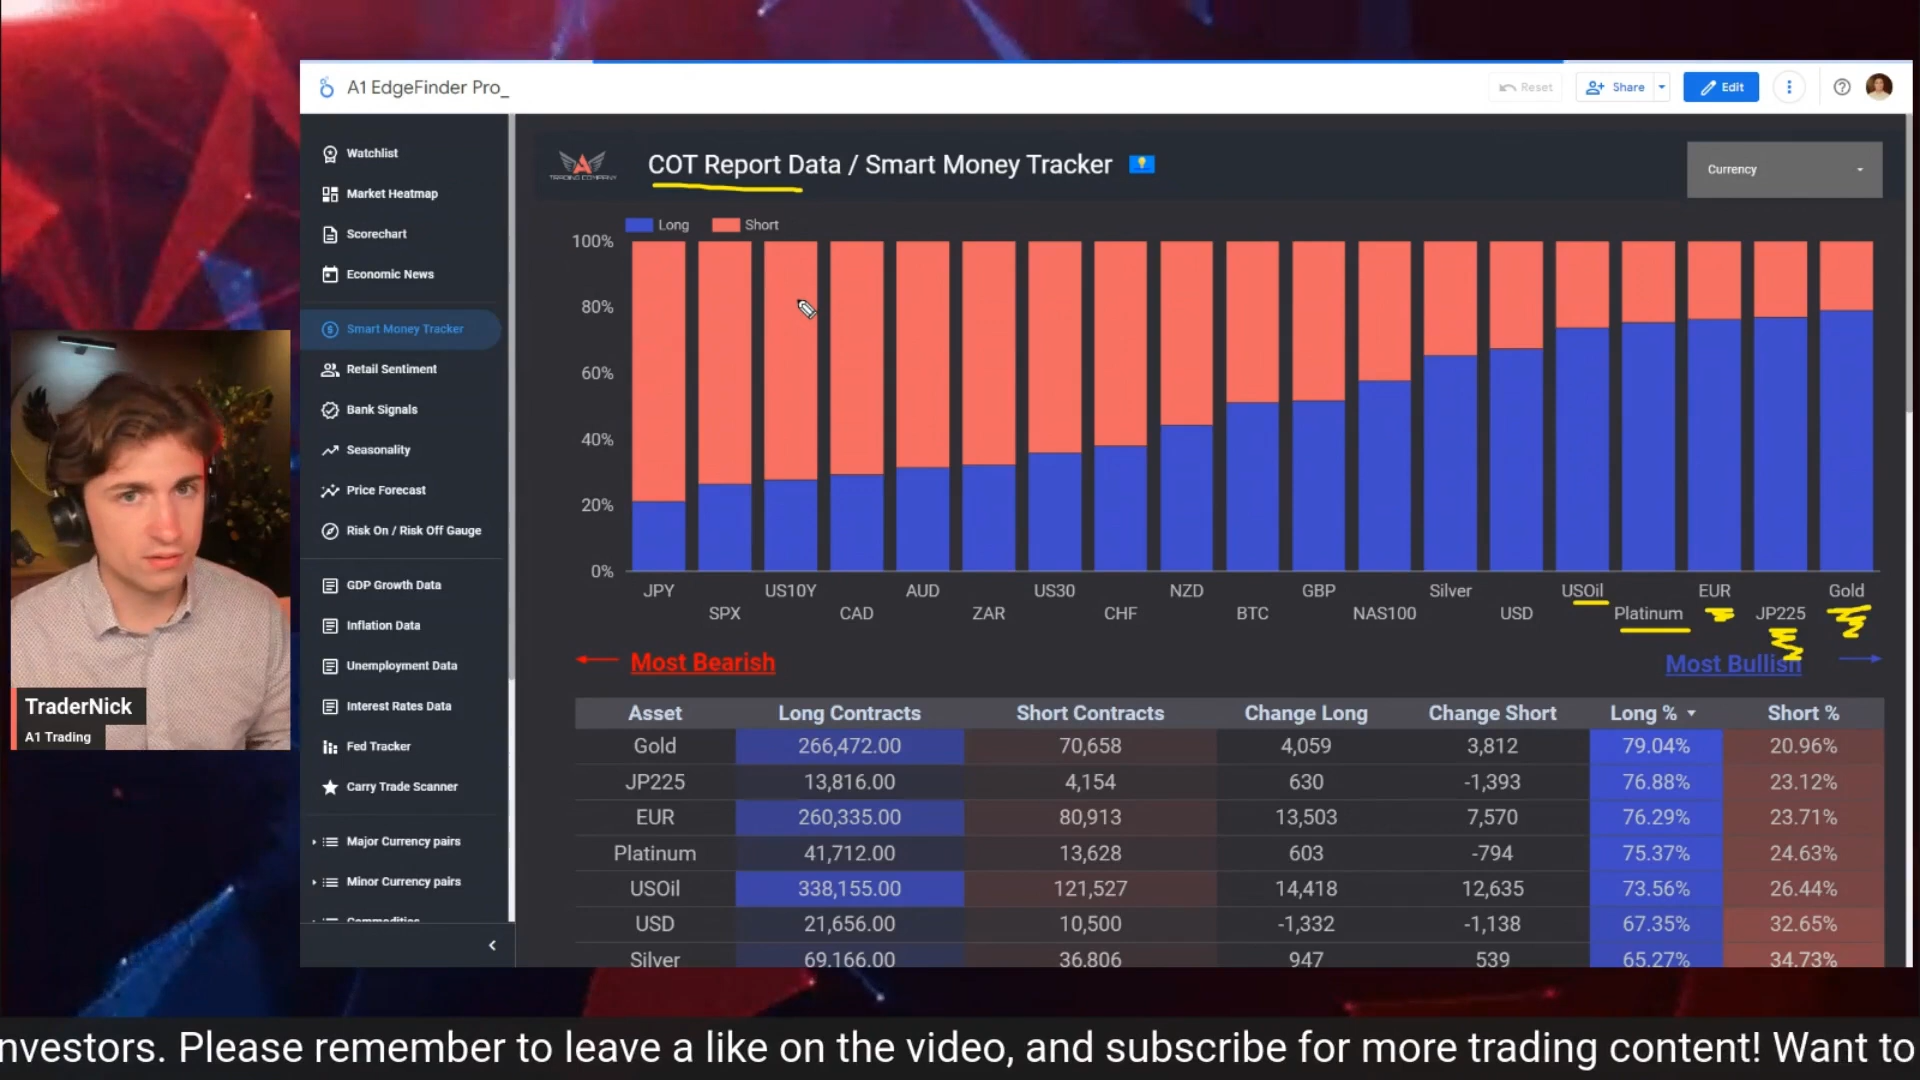 A1 EdgeFinder Pro_
Reset
Share
Edit
Watchlist
Market Heatmap
Scorechart
Economic News
Smart Money Tracker
Retail Sentiment
Bank Signals
Seasonality
Price Forecast
Risk On / Risk Off Gauge
GDP Growth Data
Inflation Data
Unemployment Data
Interest Rates Data
Fed Tracker
Carry Trade Scanner
Major Currency pairs
Minor Currency pairs
Commodities
TraderNick
A1 Trading
TRADING COMPANY
COT Report Data / Smart Money Tracker
Currency
Long Short
100%
80%
60%
40%
20%
0%
JPY US10Y AUD US30 NZD GBP Silver USOil EUR Gold
SPX CAD ZAR CHF BTC NAS100 USD Platinum JP225
Most Bearish
Most Bullish
Asset Long Contracts Short Contracts Change Long Change Short Long % Short %
Gold 266,472.00 70,658 4,059 3,812 79.04% 20.96%
JP225 13,816.00 4,154 630 -1,393 76.88% 23.12%
EUR 260,335.00 80,913 13,503 7,570 76.29% 23.71%
Platinum 41,712.00 13,628 603 -794 75.37% 24.63%
USOil 338,155.00 121,527 14,418 12,635 73.56% 26.44%
USD 21,656.00 10,500 -1,332 -1,138 67.35% 32.65%
Silver 69,166.00 36,806 947 539 65.27% 34.73%
nvestors. Please remember to leave a like on the video, and subscribe for more trading content! Want to